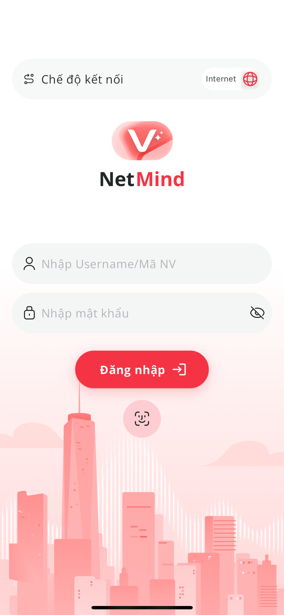 Chế độ kết nối
Internet
NetMind
Nhập Username/Mã NV
Nhập mật khẩu
Đăng nhập